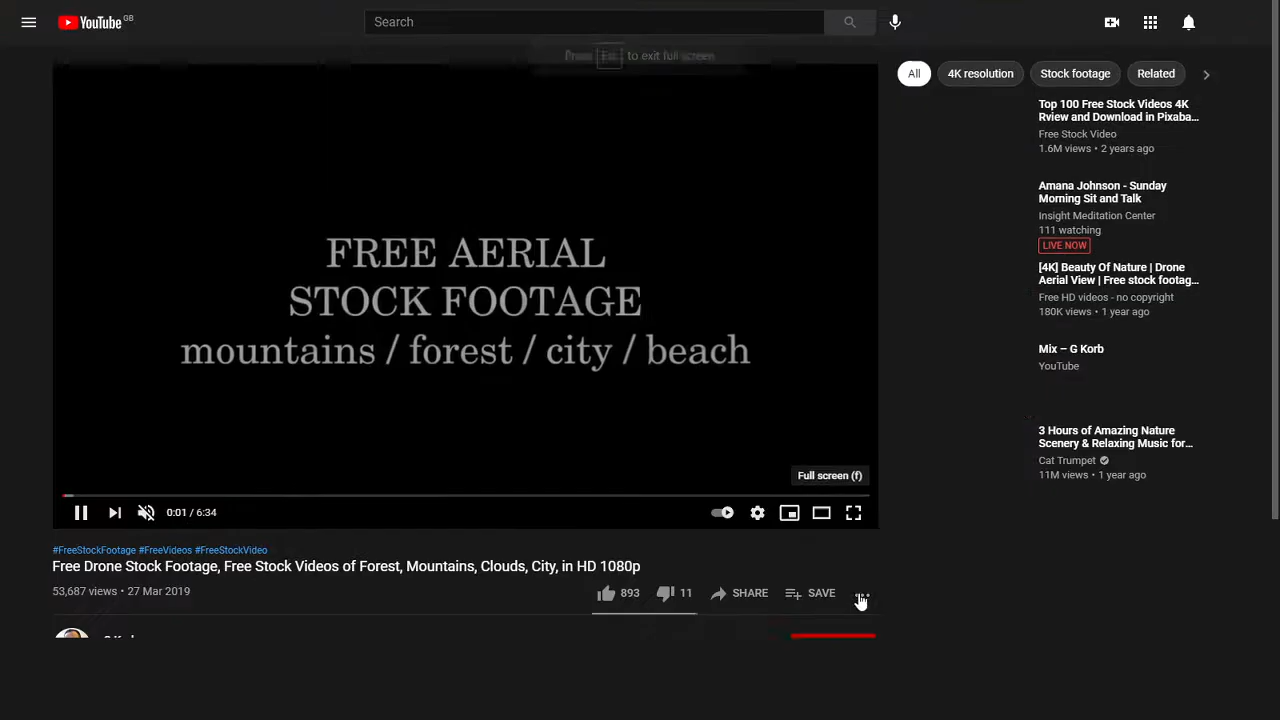 YouTube GB
Search
Press Esc to exit full screen
All
4K resolution
Stock footage
Related
FREE AERIAL
STOCK FOOTAGE
mountains / forest / city / beach
Full screen (f)
0:01 / 6:34
#FreeStockFootage #FreeVideos #FreeStockVideo
Free Drone Stock Footage, Free Stock Videos of Forest, Mountains, Clouds, City, in HD 1080p
53,687 views • 27 Mar 2019
893
11
SHARE
SAVE
Top 100 Free Stock Videos 4K
Rview and Download in Pixaba...
Free Stock Video
1.6M views • 2 years ago
Amana Johnson - Sunday
Morning Sit and Talk
Insight Meditation Center
111 watching
LIVE NOW
[4K] Beauty Of Nature | Drone
Aerial View | Free stock footag...
Free HD videos - no copyright
180K views • 1 year ago
Mix – G Korb
YouTube
3 Hours of Amazing Nature
Scenery & Relaxing Music for...
Cat Trumpet
11M views • 1 year ago